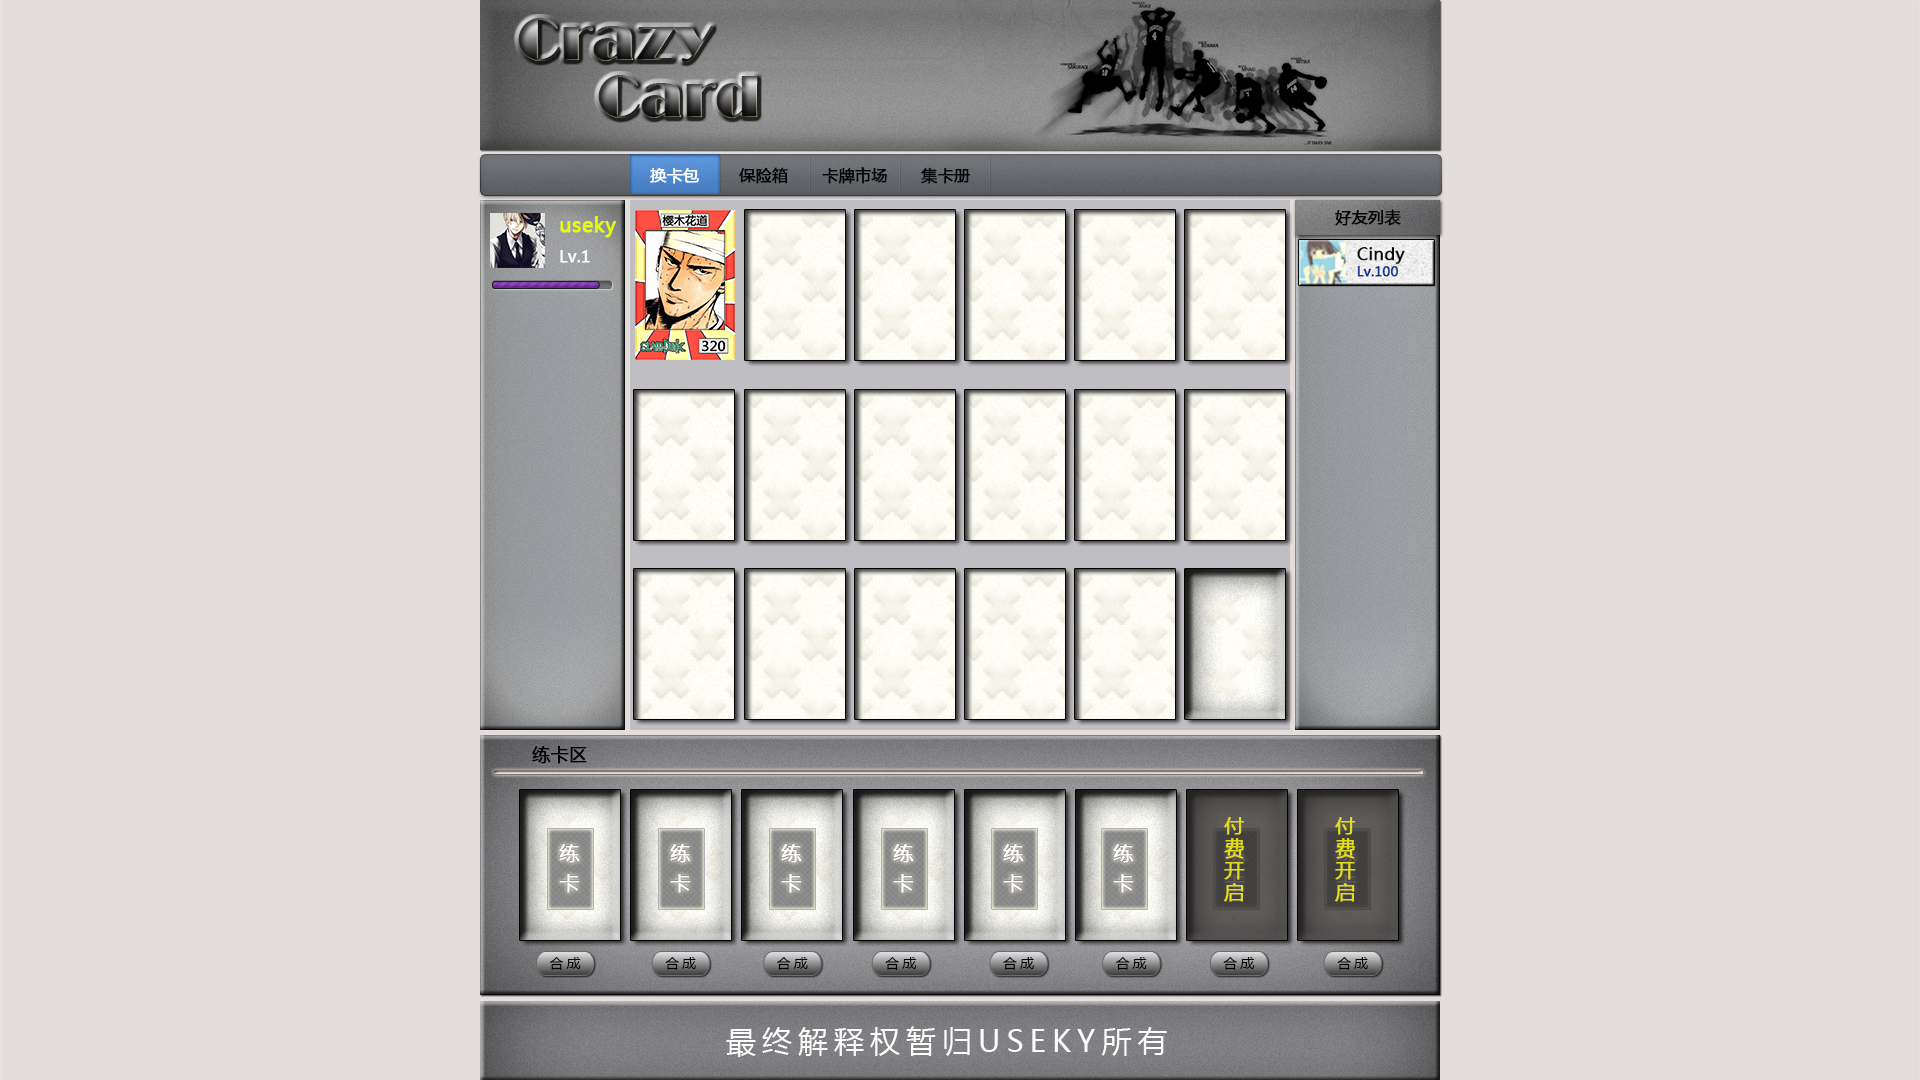 Crazy
Card
换卡包
保险箱
卡牌市场
集卡册
useky
Lv.1
樱木花道
SLAM DUNK
320
好友列表
Cindy
Lv.100
练卡区
练卡
练卡
练卡
练卡
练卡
练卡
付费开启
付费开启
合成
合成
合成
合成
合成
合成
合成
合成
最终解释权暂归USEKY所有